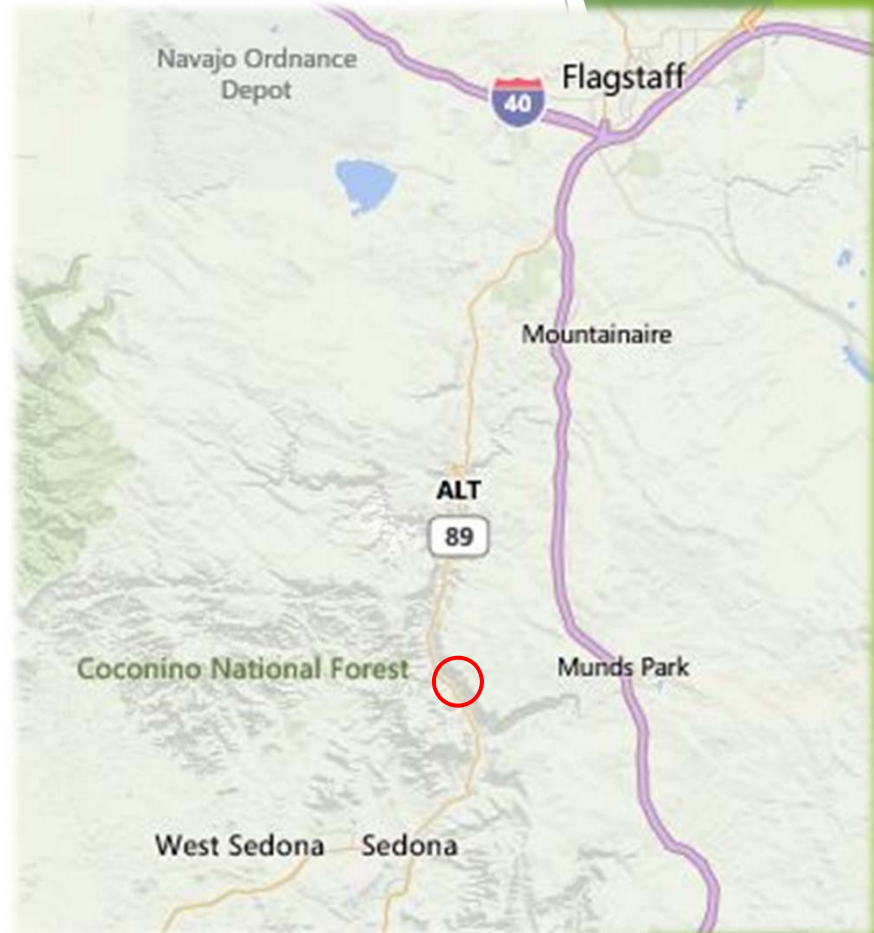 Navajo Ordnance
Depot
Flagstaff
40
Mountainaire
ALT
89
Coconino National Forest
Munds Park
West Sedona
Sedona